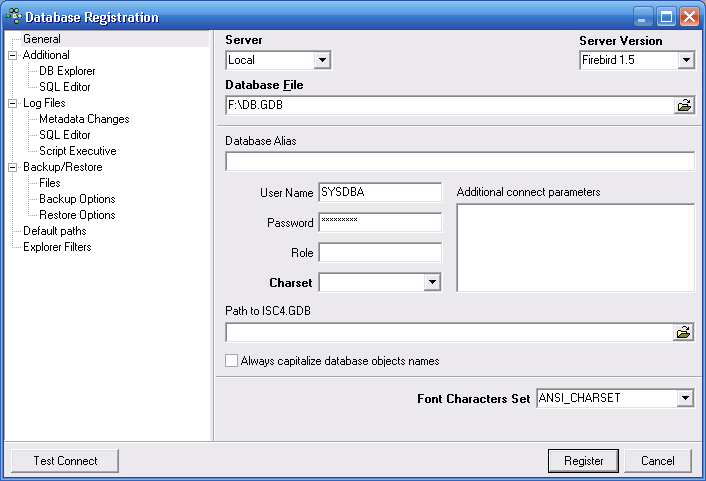 Database Registration
General
Additional
DB Explorer
SQL Editor
Log Files
Metadata Changes
SQL Editor
Script Executive
Backup/Restore
Files
Backup Options
Restore Options
Default paths
Explorer Filters
Server
Server Version
Local
Firebird 1.5
Database File
F:\DB.GDB
Database Alias
User Name
SYSDBA
Additional connect parameters
Password
×××××××××
Role
Charset
Path to ISC4.GDB
Always capitalize database objects names
Font Characters Set
ANSI_CHARSET
Test Connect
Register
Cancel